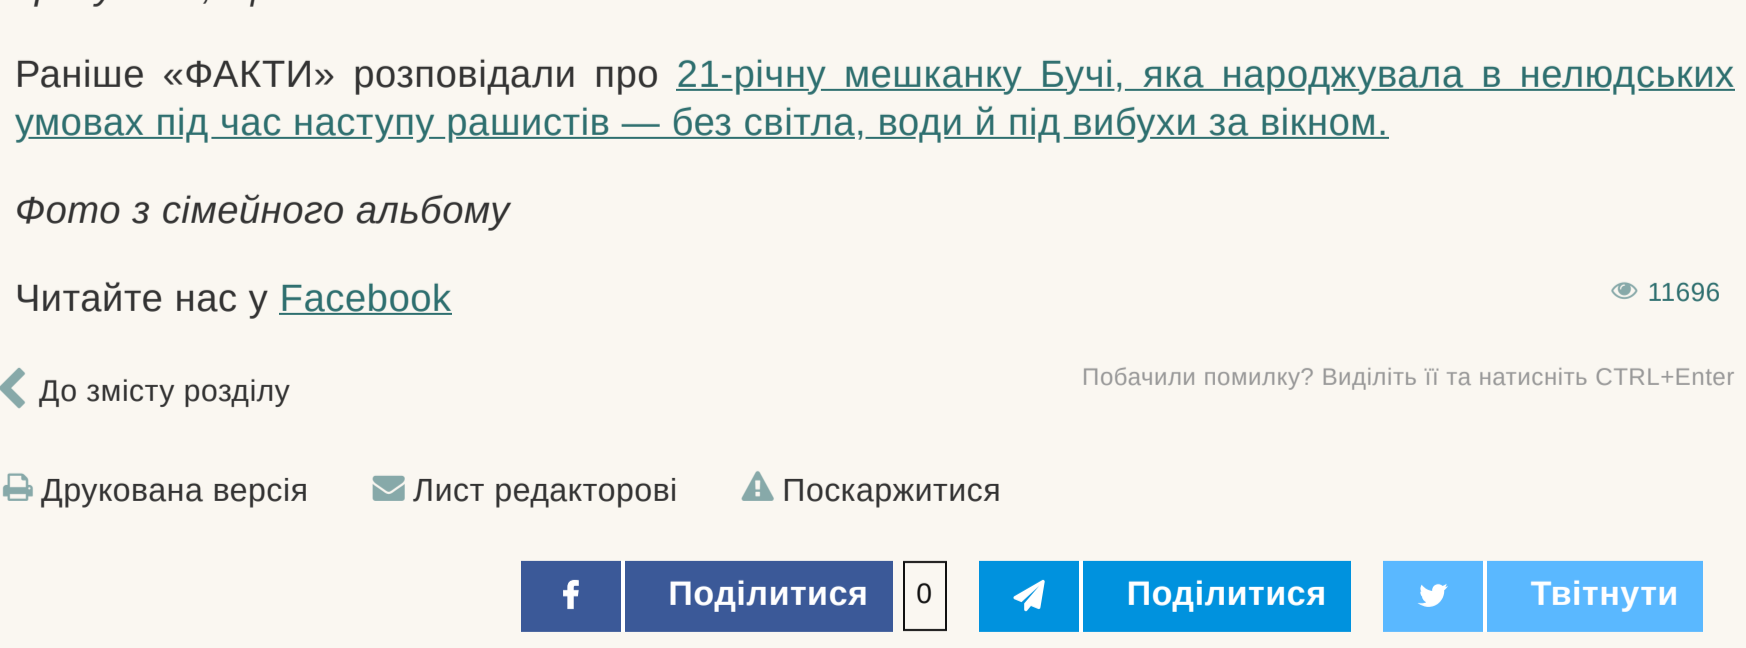 Раніше «ФАКТИ» розповідали про 21-річну мешканку Бучі, яка народжувала в нелюдських
умовах під час наступу рашистів — без світла, води й під вибухи за вікном.
Фото з сімейного альбому
Читайте нас у Facebook
11696
До змісту розділу
Побачили помилку? Виділіть її та натисніть CTRL+Enter
Друкована версія Лист редакторові Поскаржитися
Поділитися 0 Поділитися Твітнути